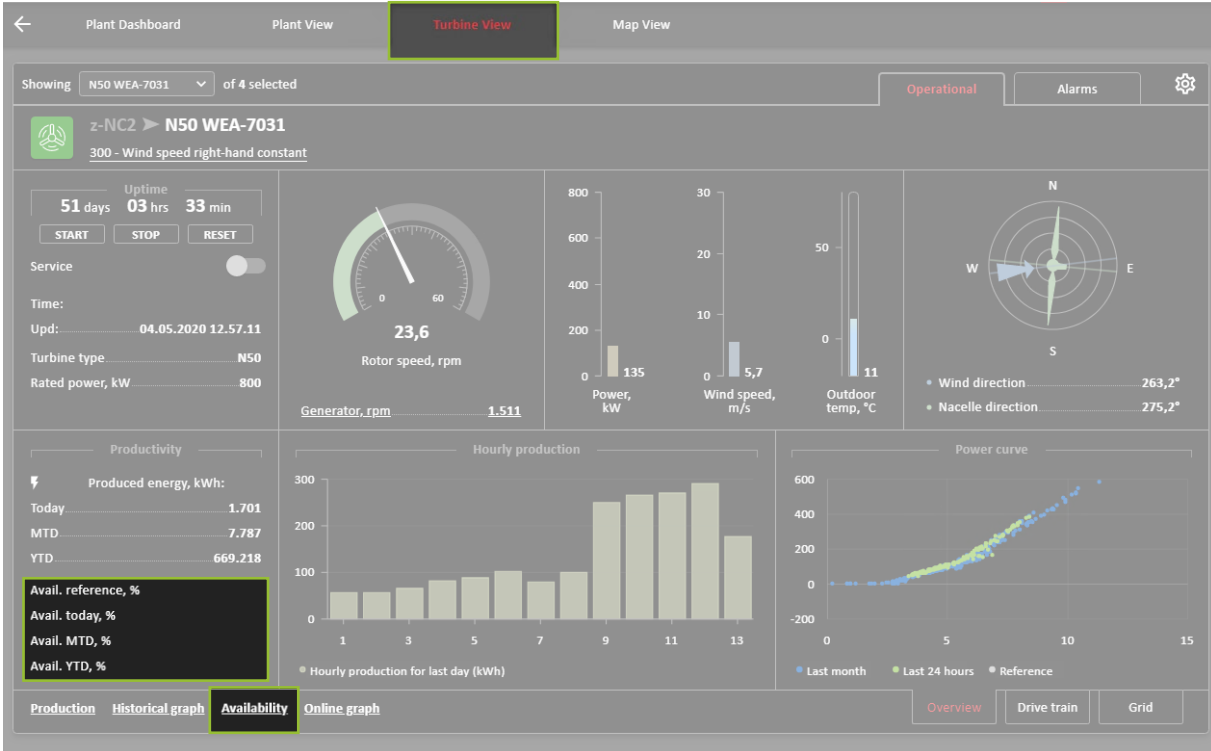 Plant Dashboard Plant View Turbine View Map View
Showing N50 WEA-7031 of 4 selected
Operational Alarms
z-NC2 ➤ N50 WEA-7031
300 - Wind speed right-hand constant
Uptime
51 days 03 hrs 33 min
START STOP RESET
Service
Time:
Upd: 04.05.2020 12.57.11
Turbine type N50
Rated power, kW 800
0 60
23,6
Rotor speed, rpm
Generator, rpm 1.511
800
600
400
200
0
135
Power,
kW
30
20
10
0
5,7
Wind speed,
m/s
50
0
11
Outdoor
temp, °C
N
W E
S
Wind direction 263,2°
Nacelle direction 275,2°
Productivity
Produced energy, kWh:
Today 1.701
MTD 7.787
YTD 669.218
Avail. reference, %
Avail. today, %
Avail. MTD, %
Avail. YTD, %
Hourly production
300
200
100
0
1 3 5 7 9 11 13
Hourly production for last day (kWh)
Power curve
600
400
200
0
-200
0 5 10 15
Last month Last 24 hours Reference
Production Historical graph Availability Online graph
Overview Drive train Grid